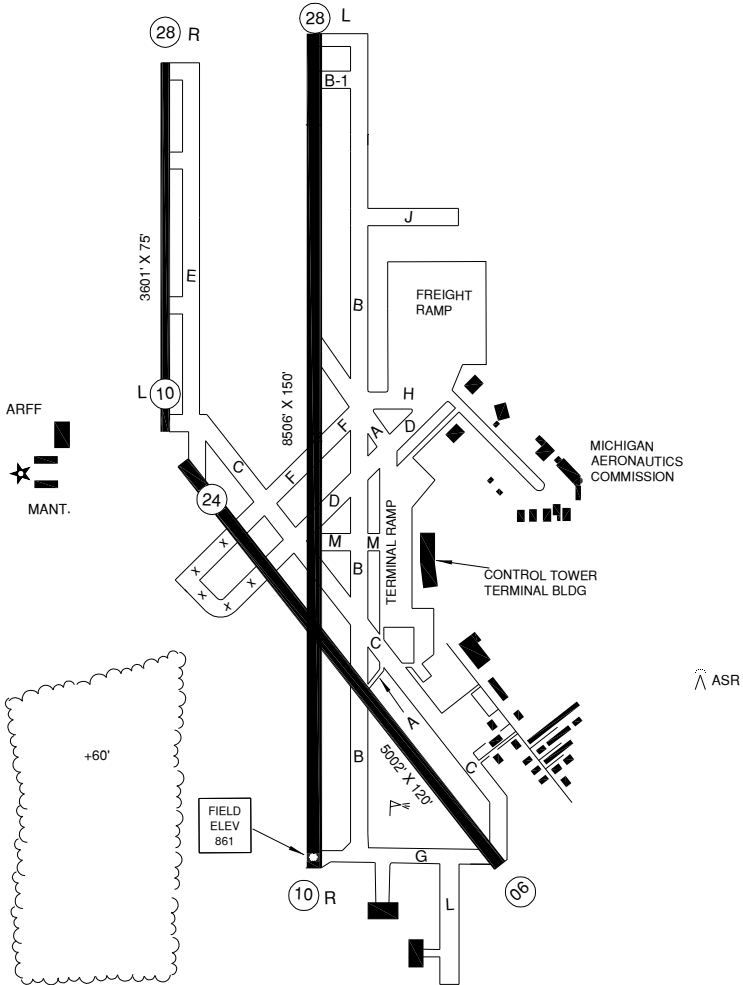 28 L
28 R
B-1
J
3601' X 75'
E
B
FREIGHT
RAMP
8506' X 150'
L 10
H
ARFF
F
A
D
MICHIGAN
AERONAUTICS
COMMISSION
C
F
24
MANT.
D
TERMINAL RAMP
M
M
X
X
X
X
X
B
CONTROL TOWER
TERMINAL BLDG
C
ASR
A
+60'
B
5002' X 120'
C
FIELD
ELEV
861
G
10 R
06
L